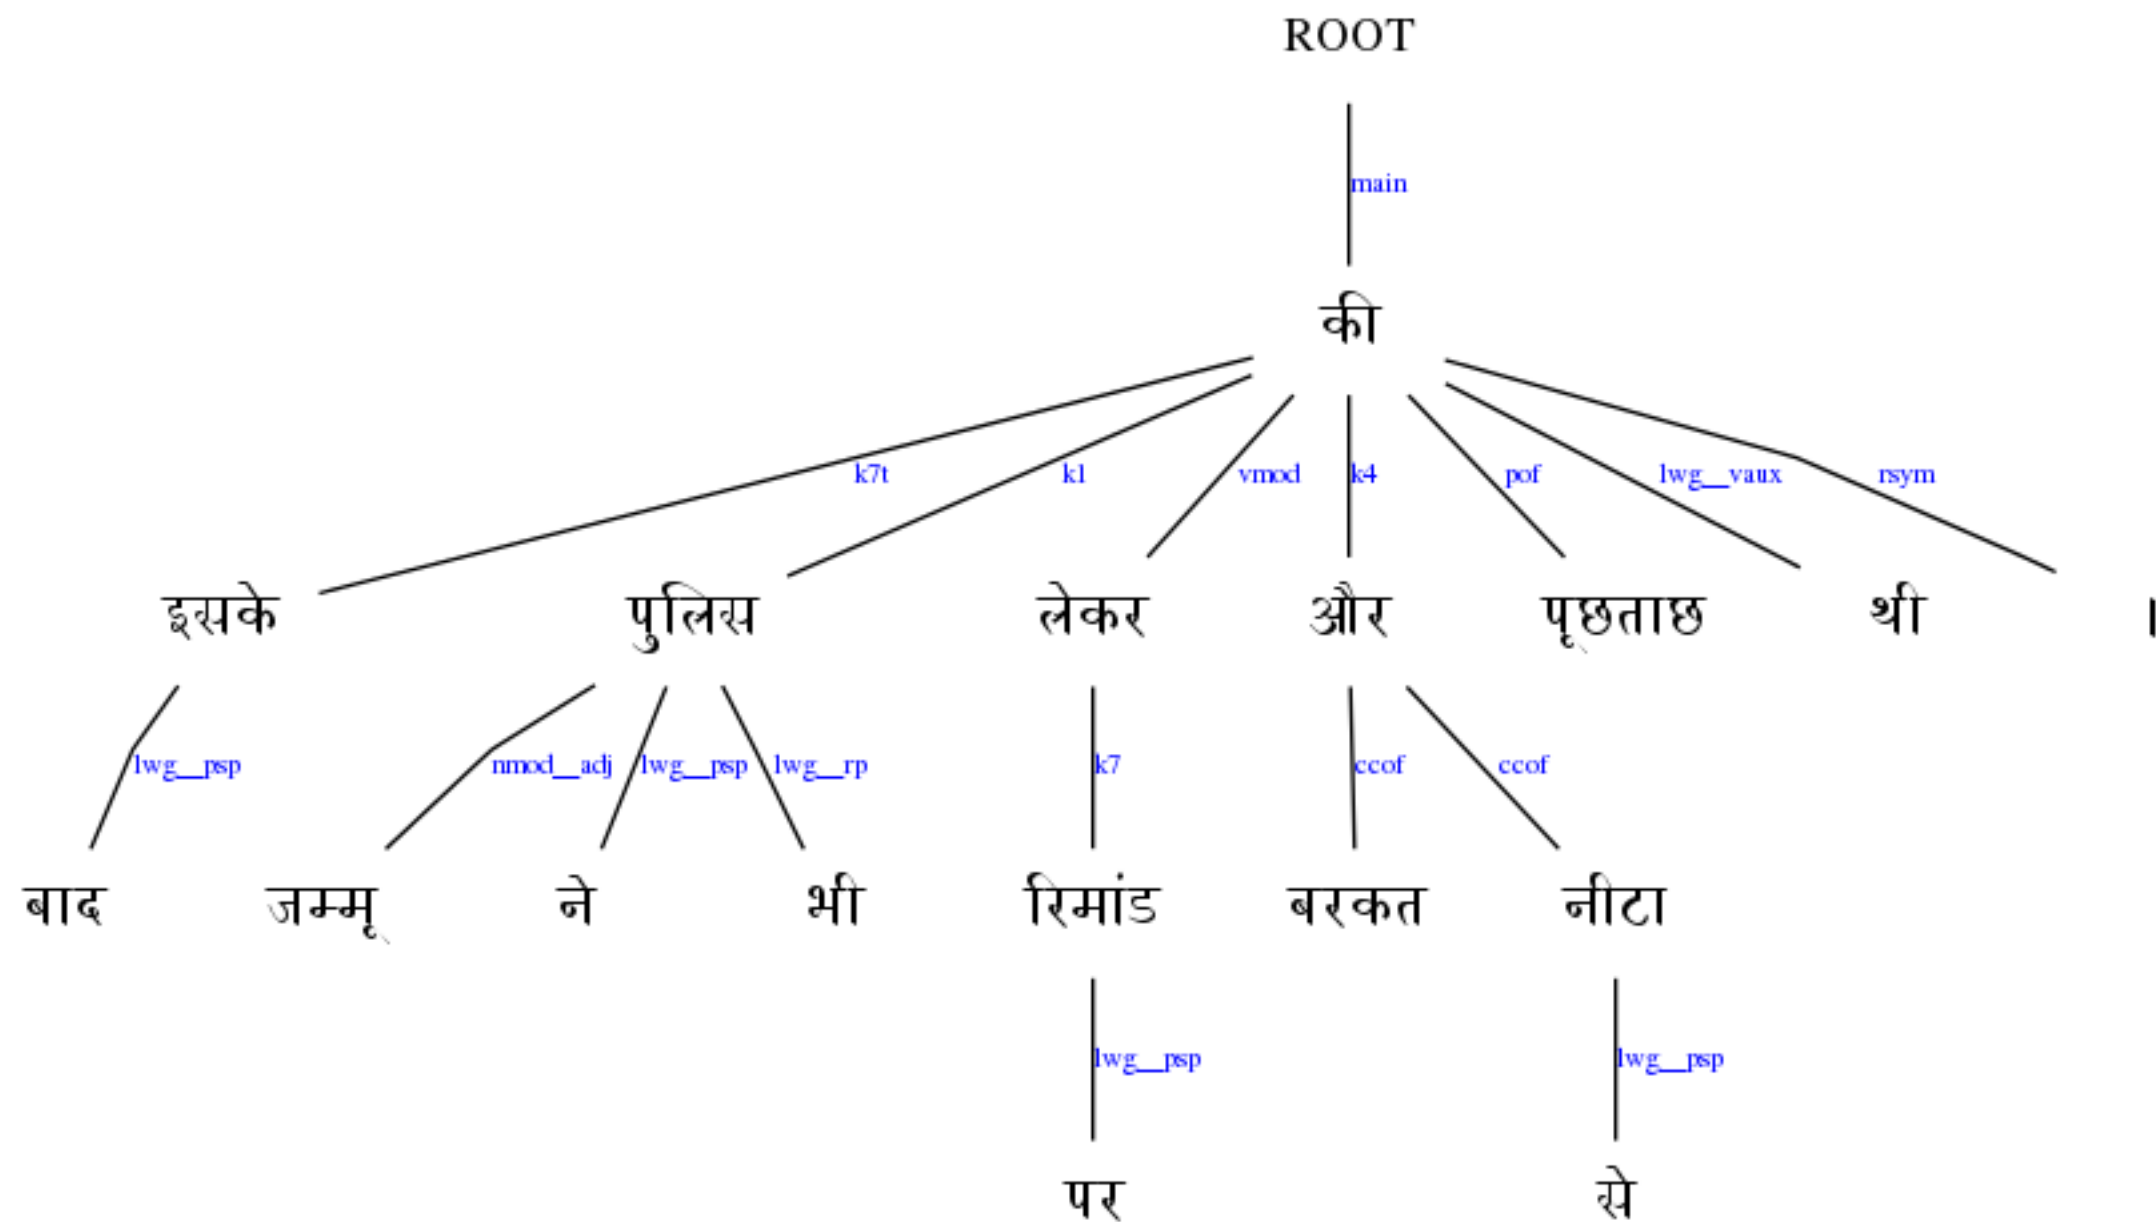 ROOT
main
की
k7t k1 vmod k4 pof lwg__vaux rsym
इसके पुलिस लेकर और पूछताछ थी ।
lwg__psp nmod__adj lwg__psp lwg__rp k7 ccof ccof
बाद जम्मू ने भी रिमांड बरकत नीटा
lwg__psp lwg__psp
पर से